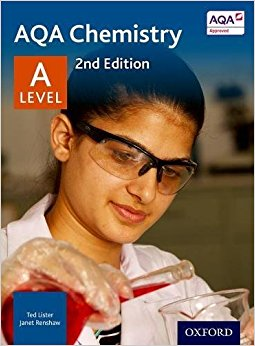 AQA Chemistry
A
LEVEL
2nd Edition
AQA
Approved
Ted Lister
Janet Renshaw
OXFORD